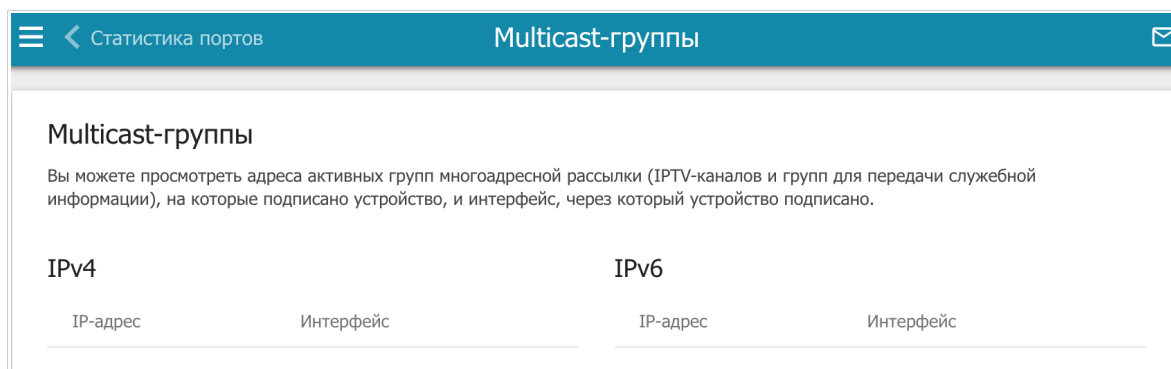 Статистика портов
Multicast-группы
Multicast-группы
Вы можете просмотреть адреса активных групп многоадресной рассылки (IPTV-каналов и групп для передачи служебной
информации), на которые подписано устройство, и интерфейс, через который устройство подписано.
IPv4
IPv6
IP-адрес
Интерфейс
IP-адрес
Интерфейс